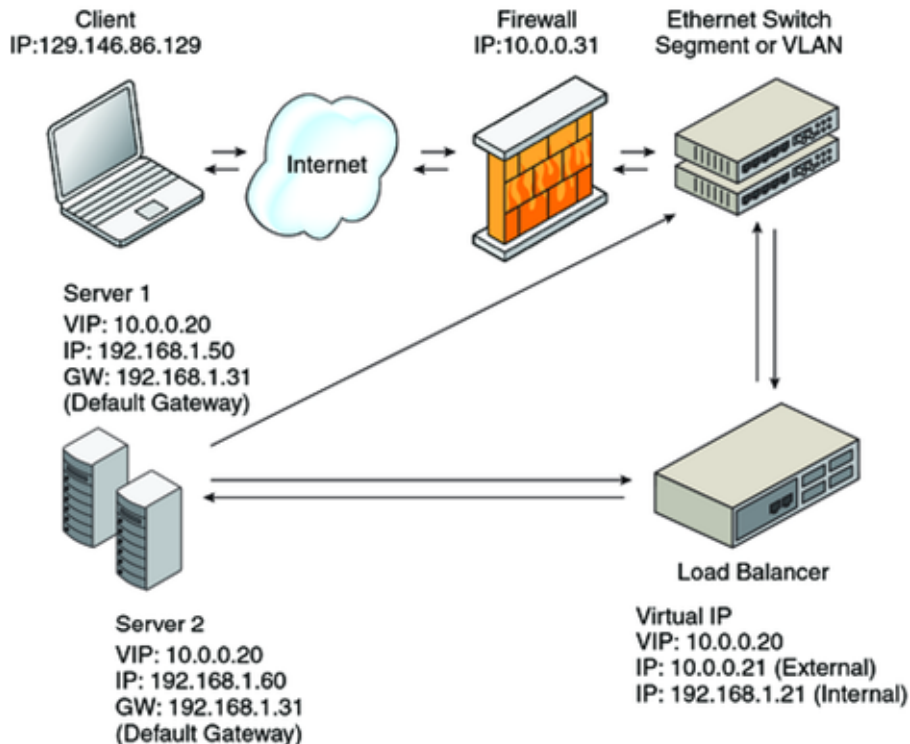 Client
IP:129.146.86.129
Firewall
IP:10.0.0.31
Ethernet Switch
Segment or VLAN
Internet
Server 1
VIP: 10.0.0.20
IP: 192.168.1.50
GW: 192.168.1.31
(Default Gateway)
Load Balancer
Virtual IP
VIP: 10.0.0.20
IP: 10.0.0.21 (External)
IP: 192.168.1.21 (Internal)
Server 2
VIP: 10.0.0.20
IP: 192.168.1.60
GW: 192.168.1.31
(Default Gateway)